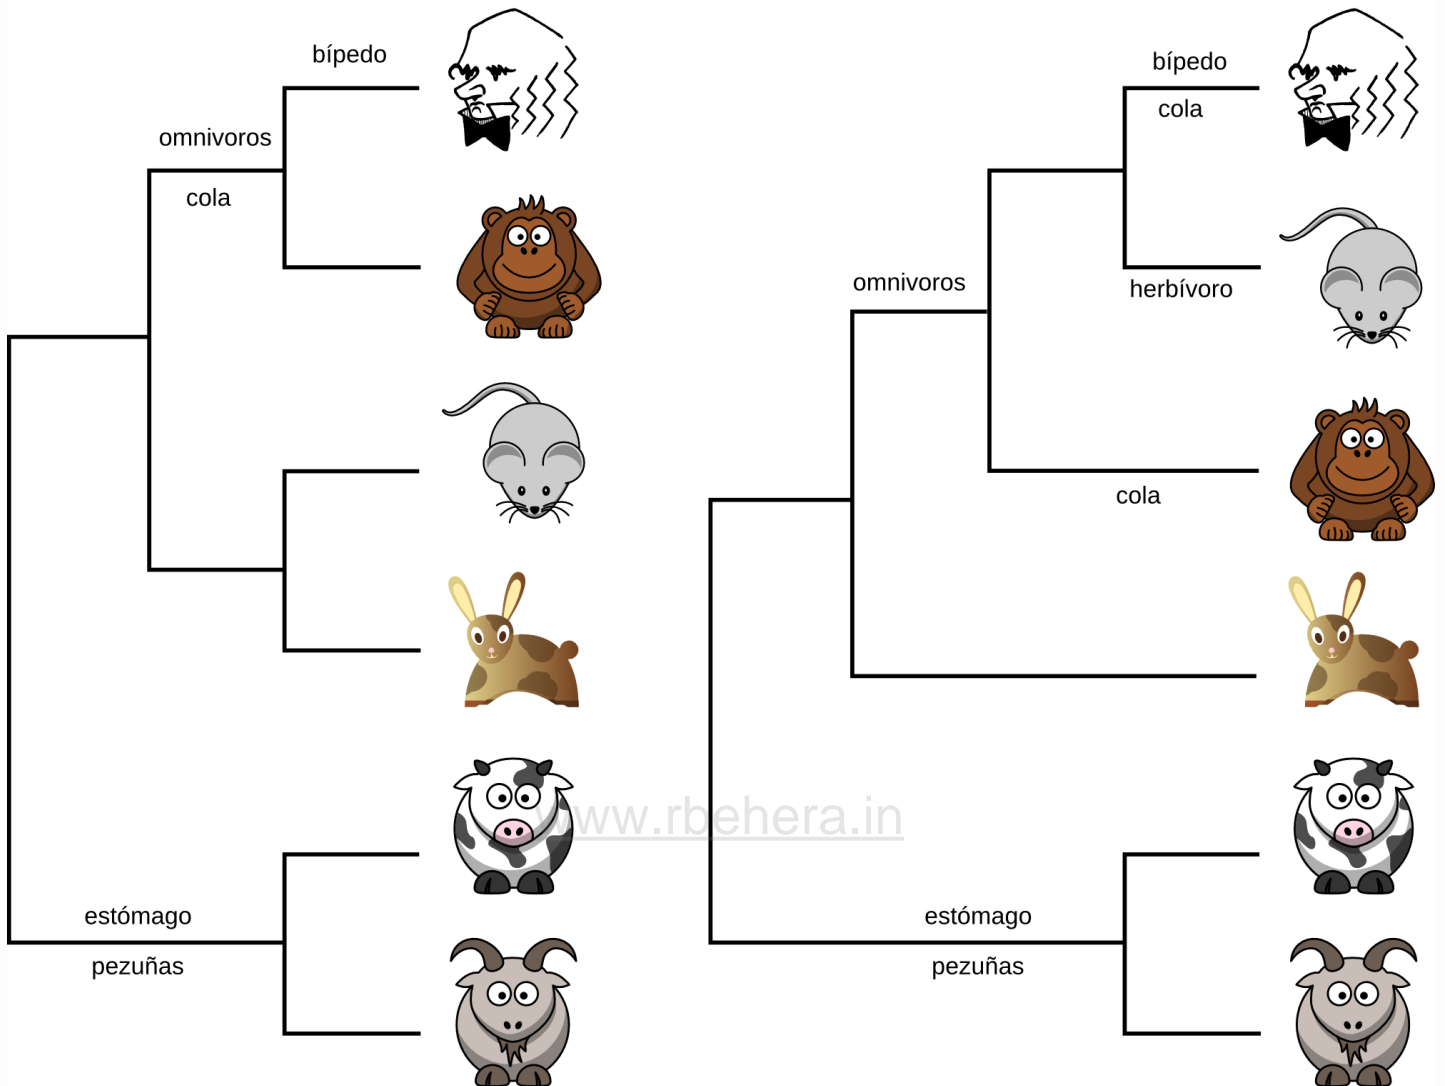 bípedo
omnivoros
cola
estómago
pezuñas
bípedo
cola
herbívoro
omnivoros
cola
estómago
pezuñas
www.rbehera.in